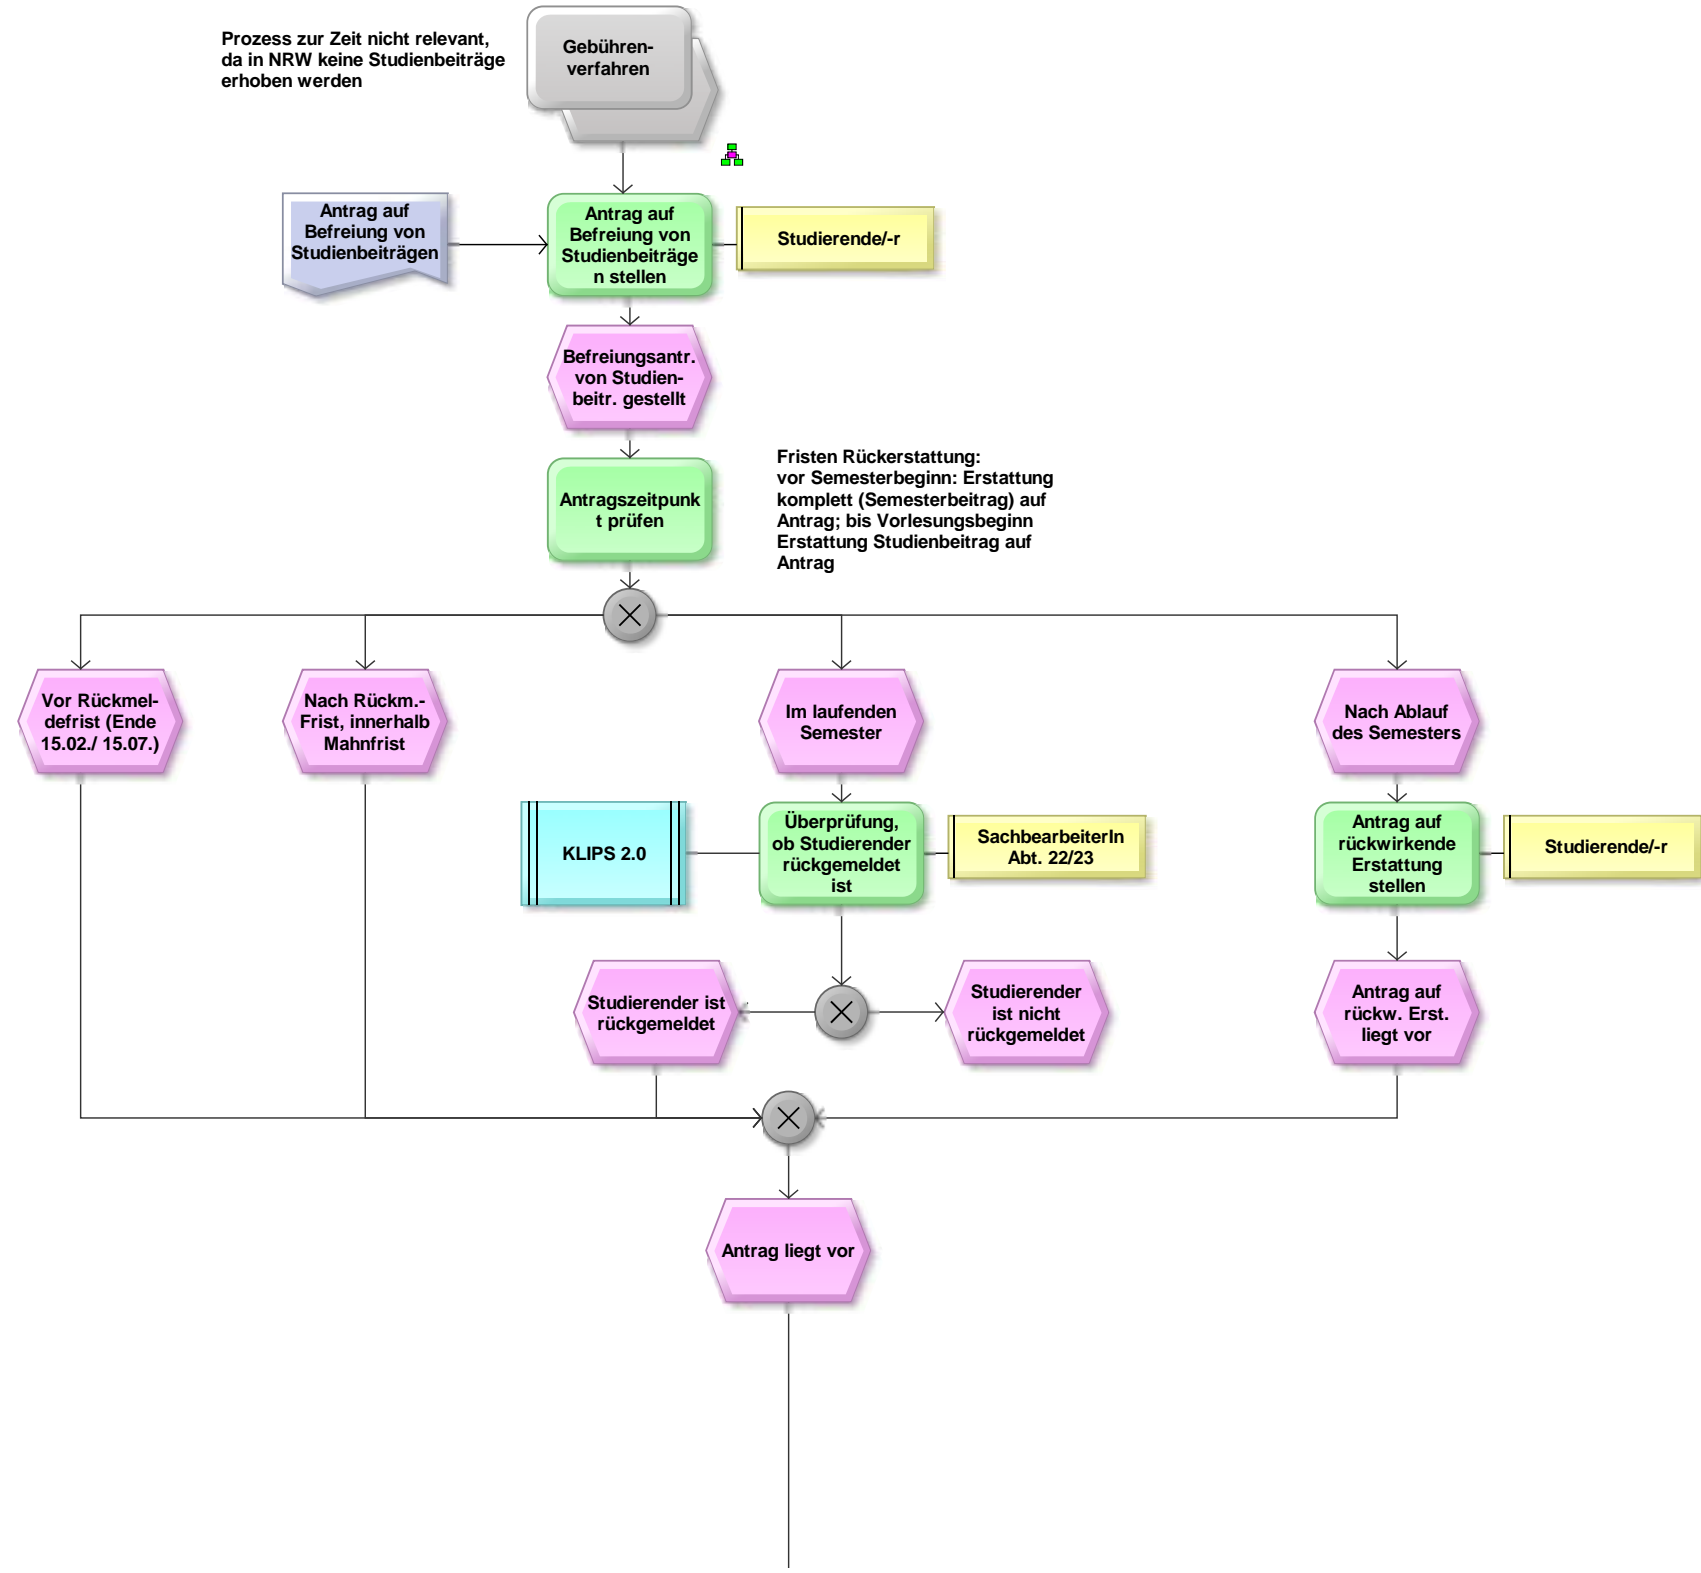 Prozess zur Zeit nicht relevant,
da in NRW keine Studienbeiträge
erhoben werden
Gebühren-
verfahren
Antrag auf
Befreiung von
Studienbeiträgen
Antrag auf
Befreiung von
Studienbeiträge
n stellen
Studierende/-r
Befreiungsantr.
von Studien-
beitr. gestellt
Antragszeitpunk
t prüfen
Fristen Rückerstattung:
vor Semesterbeginn: Erstattung
komplett (Semesterbeitrag) auf
Antrag; bis Vorlesungsbeginn
Erstattung Studienbeitrag auf
Antrag
Vor Rückmel-
defrist (Ende
15.02./ 15.07.)
Nach Rückm.-
Frist, innerhalb
Mahnfrist
Im laufenden
Semester
Nach Ablauf
des Semesters
KLIPS 2.0
Überprüfung,
ob Studierender
rückgemeldet
ist
SachbearbeiterIn
Abt. 22/23
Antrag auf
rückwirkende
Erstattung
stellen
Studierende/-r
Studierender ist
rückgemeldet
Studierender
ist nicht
rückgemeldet
Antrag auf
rückw. Erst.
liegt vor
Antrag liegt vor